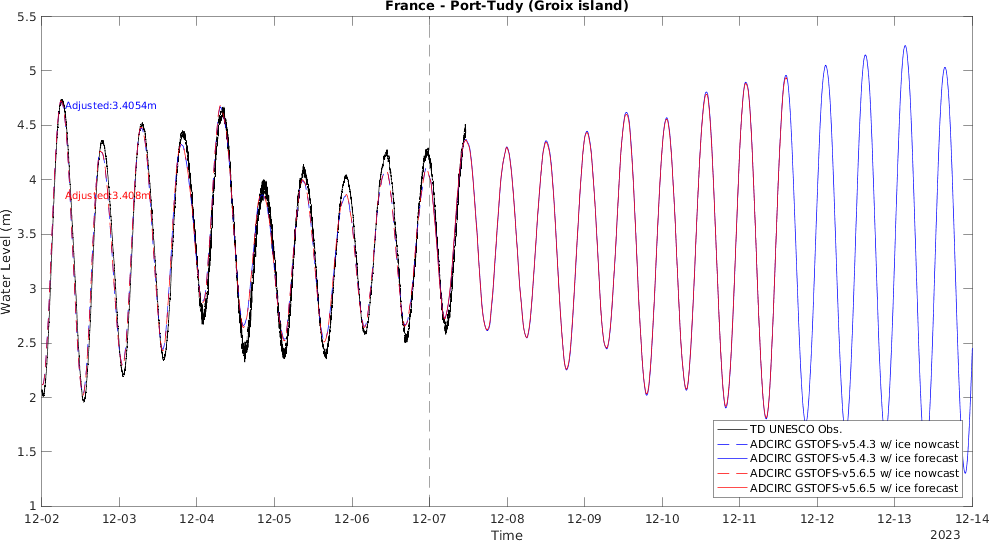 France - Port-Tudy (Groix island)
5.5
5
4.5
4
3.5
3
2.5
2
1.5
1
Water Level (m)
Adjusted:3.4054m
Adjusted:3.408m
TD UNESCO Obs.
ADCIRC GSTOFS-v5.4.3 w/ ice nowcast
ADCIRC GSTOFS-v5.4.3 w/ ice forecast
ADCIRC GSTOFS-v5.6.5 w/ ice nowcast
ADCIRC GSTOFS-v5.6.5 w/ ice forecast
12-02 12-03 12-04 12-05 12-06 12-07 12-08 12-09 12-10 12-11 12-12 12-13 12-14
Time
2023